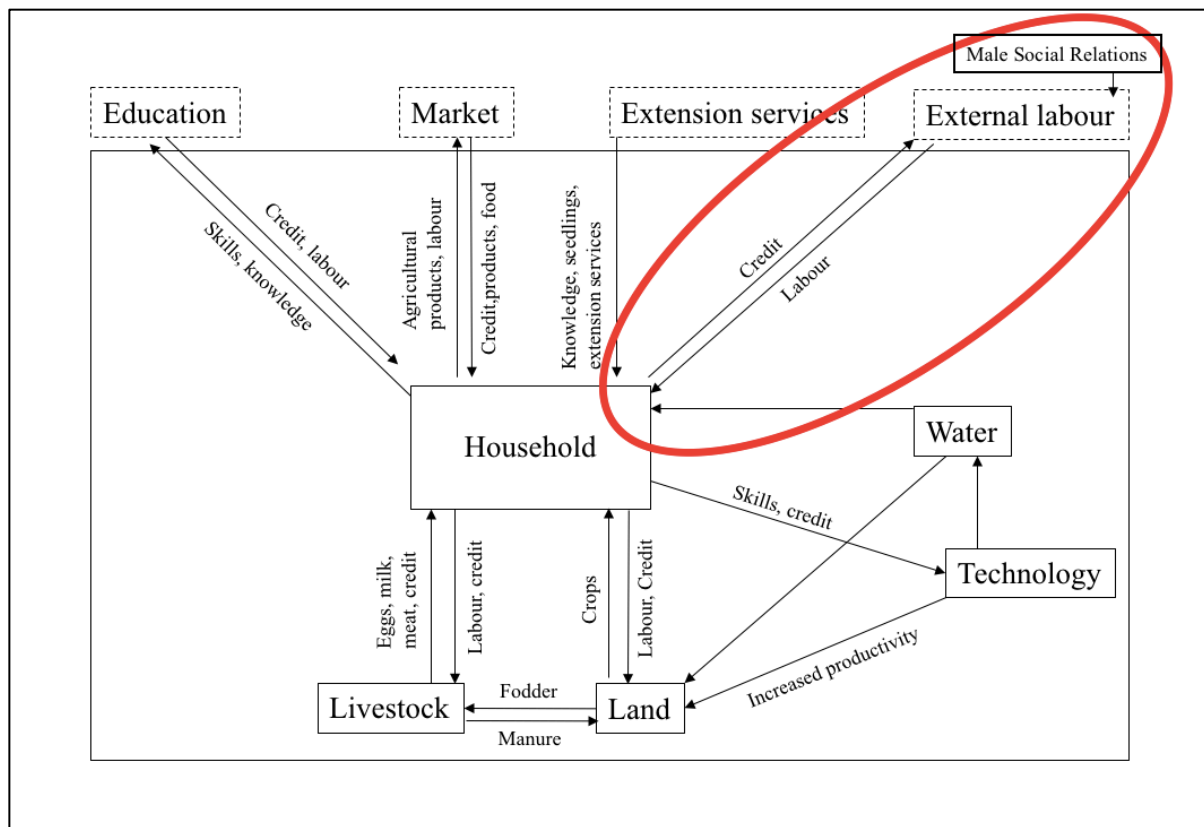 Male Social Relations
Education
Market
Extension services
External labour
Credit, labour
Skills, knowledge
Agricultural
products, labour
Credit,products, food
Knowledge, seedlings,
extension services
Credit
Labour
Household
Water
Skills, credit
Technology
Eggs, milk,
meat, credit
Labour, credit
Crops
Labour, Credit
Increased productivity
Livestock
Fodder
Manure
Land